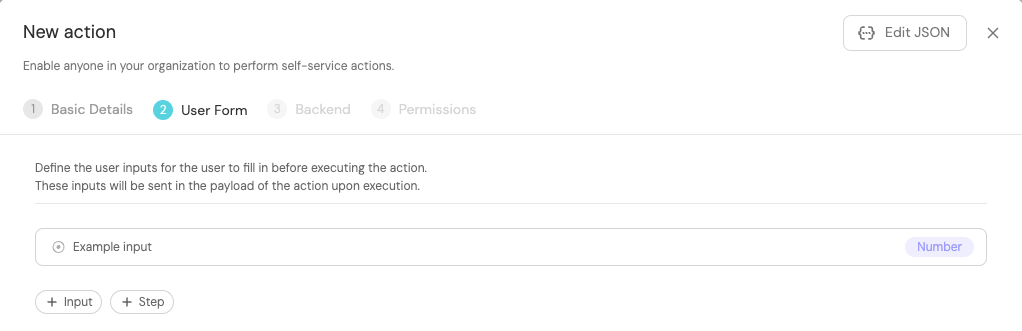 New action
Edit JSON
Enable anyone in your organization to perform self-service actions.
1 Basic Details 2 User Form 3 Backend 4 Permissions
Define the user inputs for the user to fill in before executing the action.
These inputs will be sent in the payload of the action upon execution.
Example input Number
+ Input + Step